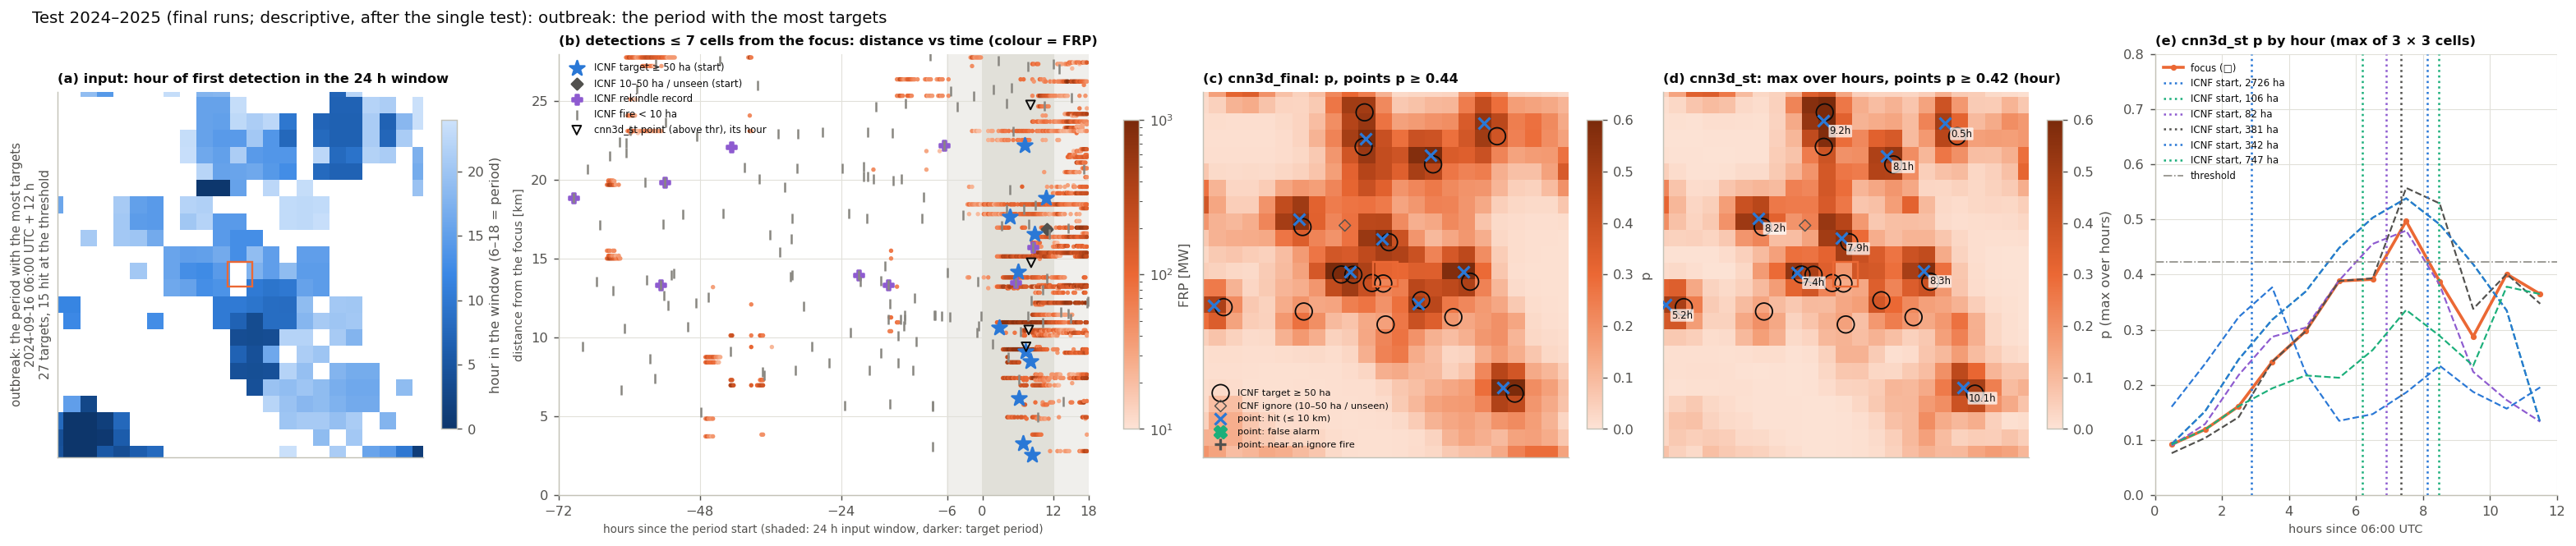 Test 2024–2025 (final runs; descriptive, after the single test): outbreak: the period with the most targets
outbreak: the period with the most targets
2024-09-16 06:00 UTC + 12 h
27 targets, 15 hit at the threshold
(a) input: hour of first detection in the 24 h window
20
15
10
5
0
hour in the window (6–18 = period)
(b) detections ≤ 7 cells from the focus: distance vs time (colour = FRP)
ICNF target ≥ 50 ha (start)
ICNF 10–50 ha / unseen (start)
ICNF rekindle record
ICNF fire < 10 ha
cnn3d_st point (above thr), its hour
distance from the focus [km]
25
20
15
10
5
0
−72
−48
−24
−6
0
12
18
hours since the period start (shaded: 24 h input window, darker: target period)
10³
10²
10¹
FRP [MW]
(c) cnn3d_final: p, points p ≥ 0.44
ICNF target ≥ 50 ha
ICNF ignore (10–50 ha / unseen)
point: hit (≤ 10 km)
point: false alarm
point: near an ignore fire
0.6
0.5
0.4
0.3
0.2
0.1
0.0
p
(d) cnn3d_st: max over hours, points p ≥ 0.42 (hour)
9.2h
0.5h
8.1h
8.2h
7.9h
7.4h
8.3h
5.2h
10.1h
0.6
0.5
0.4
0.3
0.2
0.1
0.0
p (max over hours)
(e) cnn3d_st p by hour (max of 3 × 3 cells)
focus (□)
ICNF start, 2726 ha
ICNF start, 106 ha
ICNF start, 82 ha
ICNF start, 381 ha
ICNF start, 342 ha
ICNF start, 747 ha
threshold
0.8
0.7
0.6
0.5
0.4
0.3
0.2
0.1
0.0
0
2
4
6
8
10
12
hours since 06:00 UTC